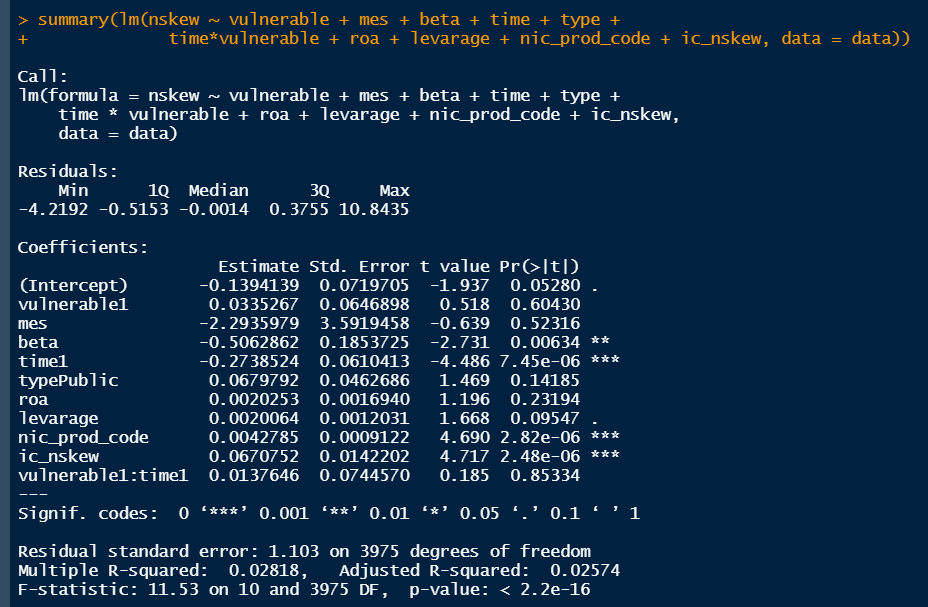 > summary(lm(nskew ~ vulnerable + mes + beta + time + type +
+ time*vulnerable + roa + levarage + nic_prod_code + ic_nskew, data = data))
Call:
lm(formula = nskew ~ vulnerable + mes + beta + time + type +
time * vulnerable + roa + levarage + nic_prod_code + ic_nskew,
data = data)
Residuals:
Min 1Q Median 3Q Max
-4.2192 -0.5153 -0.0014 0.3755 10.8435
Coefficients:
Estimate Std. Error t value Pr(>|t|)
(Intercept) -0.1394139 0.0719705 -1.937 0.05280 .
vulnerable1 0.0335267 0.0646898 0.518 0.60430
mes -2.2935979 3.5919458 -0.639 0.52316
beta -0.5062862 0.1853725 -2.731 0.00634 **
time1 -0.2738524 0.0610413 -4.486 7.45e-06 ***
typePublic 0.0679792 0.0462686 1.469 0.14185
roa 0.0020253 0.0016940 1.196 0.23194
levarage 0.0020064 0.0012031 1.668 0.09547 .
nic_prod_code 0.0042785 0.0009122 4.690 2.82e-06 ***
ic_nskew 0.0670752 0.0142202 4.717 2.48e-06 ***
vulnerable1:time1 0.0137646 0.0744570 0.185 0.85334
---
Signif. codes: 0 ‘***’ 0.001 ‘**’ 0.01 ‘*’ 0.05 ‘.’ 0.1 ‘ ’ 1
Residual standard error: 1.103 on 3975 degrees of freedom
Multiple R-squared: 0.02818, Adjusted R-squared: 0.02574
F-statistic: 11.53 on 10 and 3975 DF, p-value: < 2.2e-16